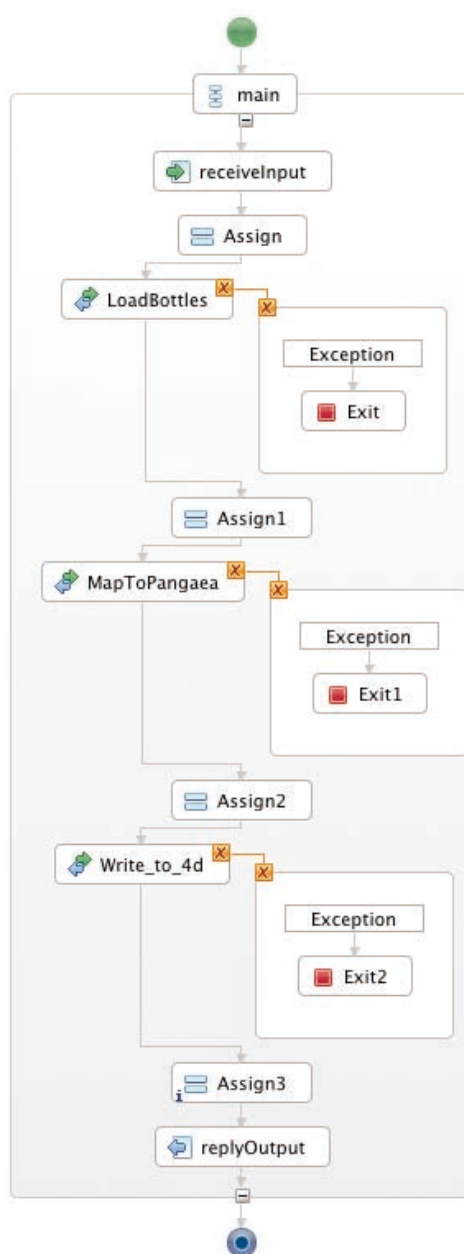 main
receiveInput
Assign
LoadBottles
Exception
Exit
Assign1
MapToPangaea
Exception
Exit1
Assign2
Write_to_4d
Exception
Exit2
Assign3
replyOutput